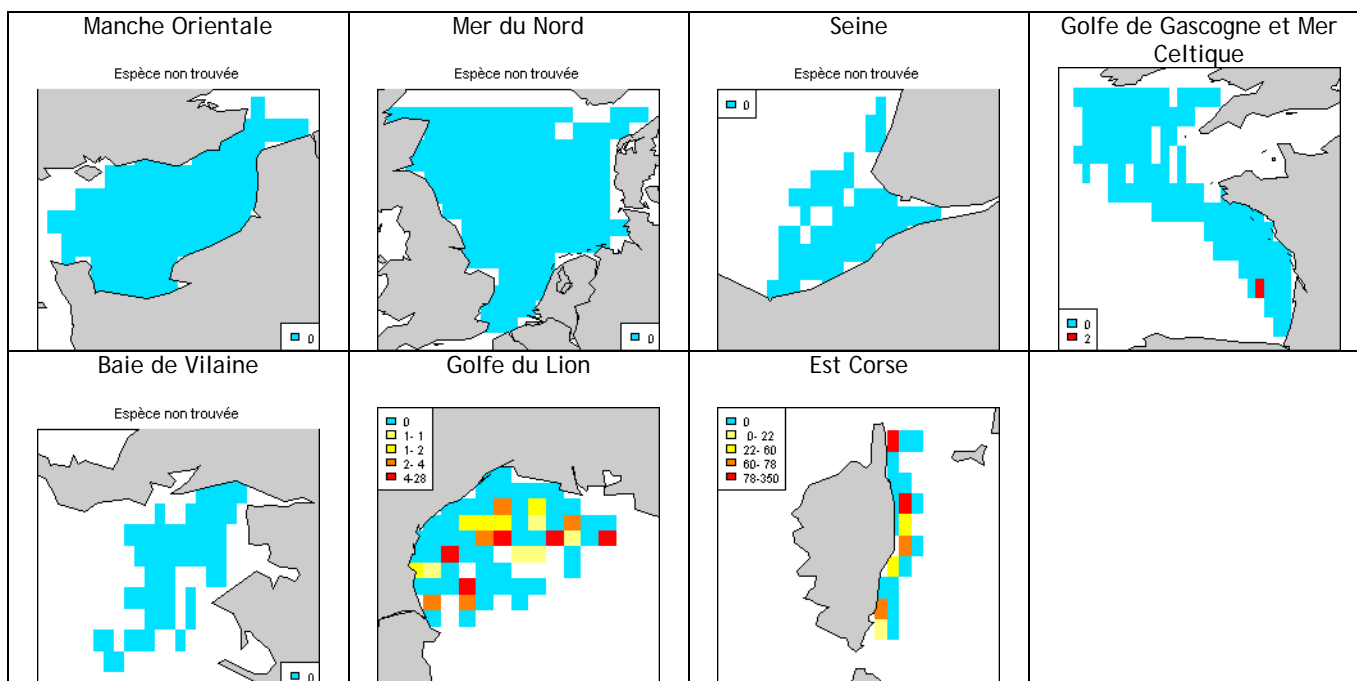 Manche Orientale
Espèce non trouvée
0
Mer du Nord
Espèce non trouvée
0
Seine
Espèce non trouvée
0
Golfe de Gascogne et Mer
Celtique
0
2
Baie de Vilaine
Espèce non trouvée
0
Golfe du Lion
0
1- 1
1- 2
2- 4
4-28
Est Corse
0
0- 22
22- 60
60- 78
78-350